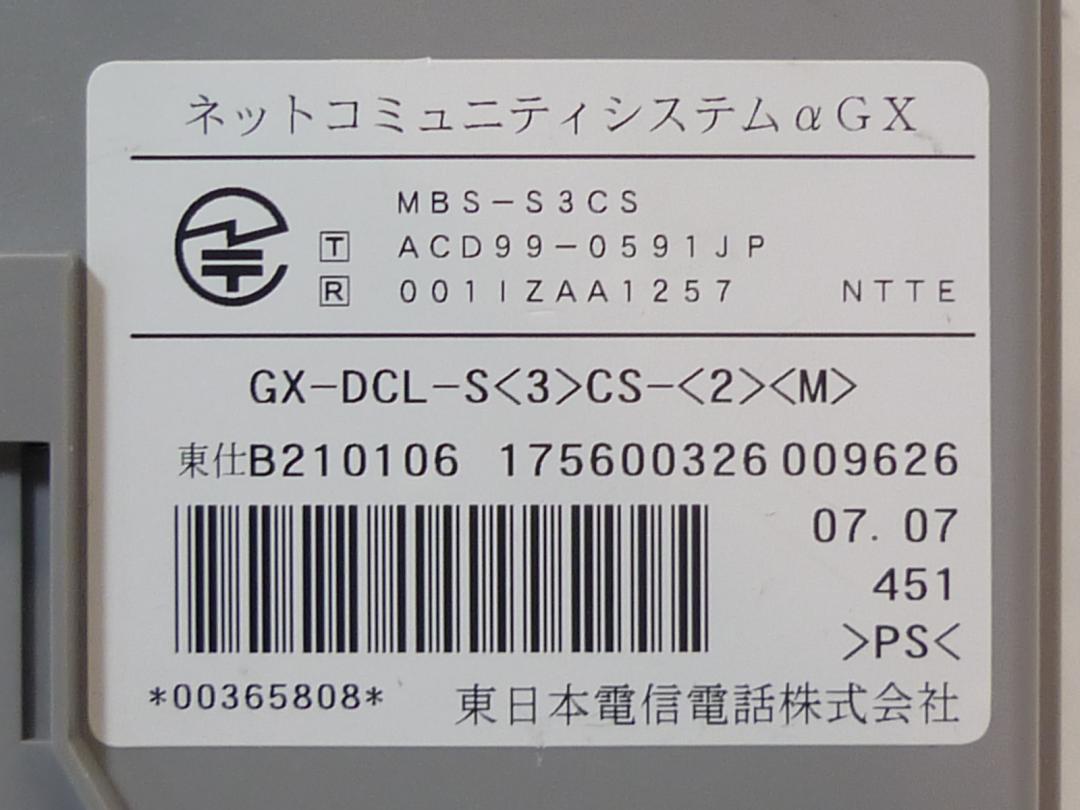 ネットコミュニティシステムαGX
MBS-S3CS
T ACD99-0591JP
R 001IZAA1257 NTTE
GX-DCL-S<3>CS-<2><M>
東仕B210106 175600326009626
07.07
451
>PS<
*00365808* 東日本電信電話株式会社